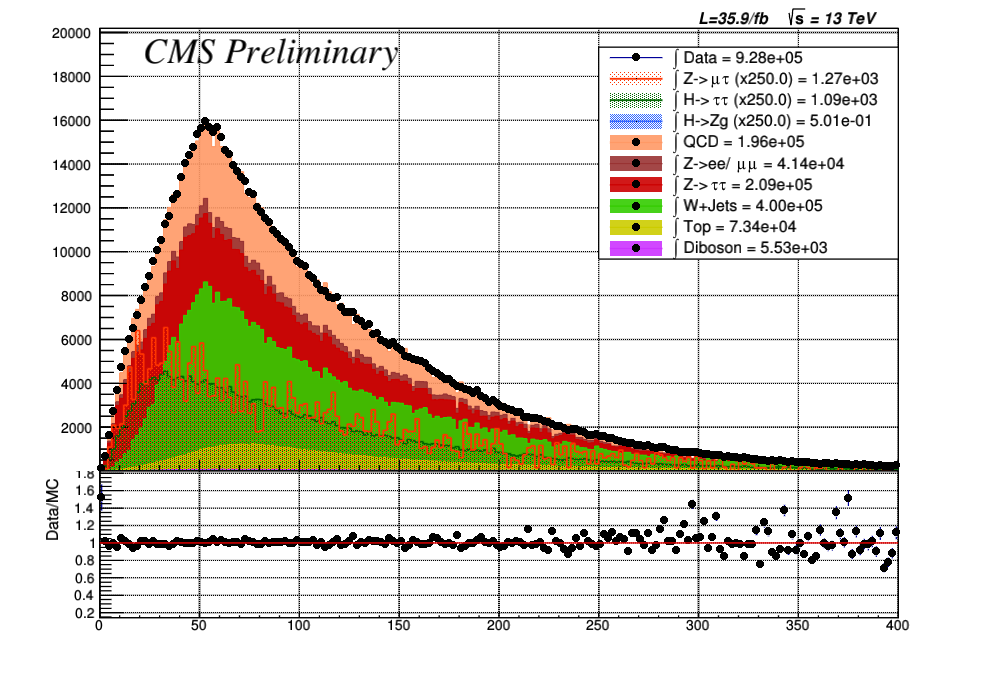 L=35.9/fb √s = 13 TeV
CMS Preliminary
∫ Data = 9.28e+05
∫ Z->μτ (x250.0) = 1.27e+03
∫ H->ττ (x250.0) = 1.09e+03
∫ H->Zg (x250.0) = 5.01e-01
∫ QCD = 1.96e+05
∫ Z->ee/ μμ = 4.14e+04
∫ Z->ττ = 2.09e+05
∫ W+Jets = 4.00e+05
∫ Top = 7.34e+04
∫ Diboson = 5.53e+03
20000
18000
16000
14000
12000
10000
8000
6000
4000
2000
Data/MC
1.8
1.6
1.4
1.2
1
0.8
0.6
0.4
0.2
0 50 100 150 200 250 300 350 400